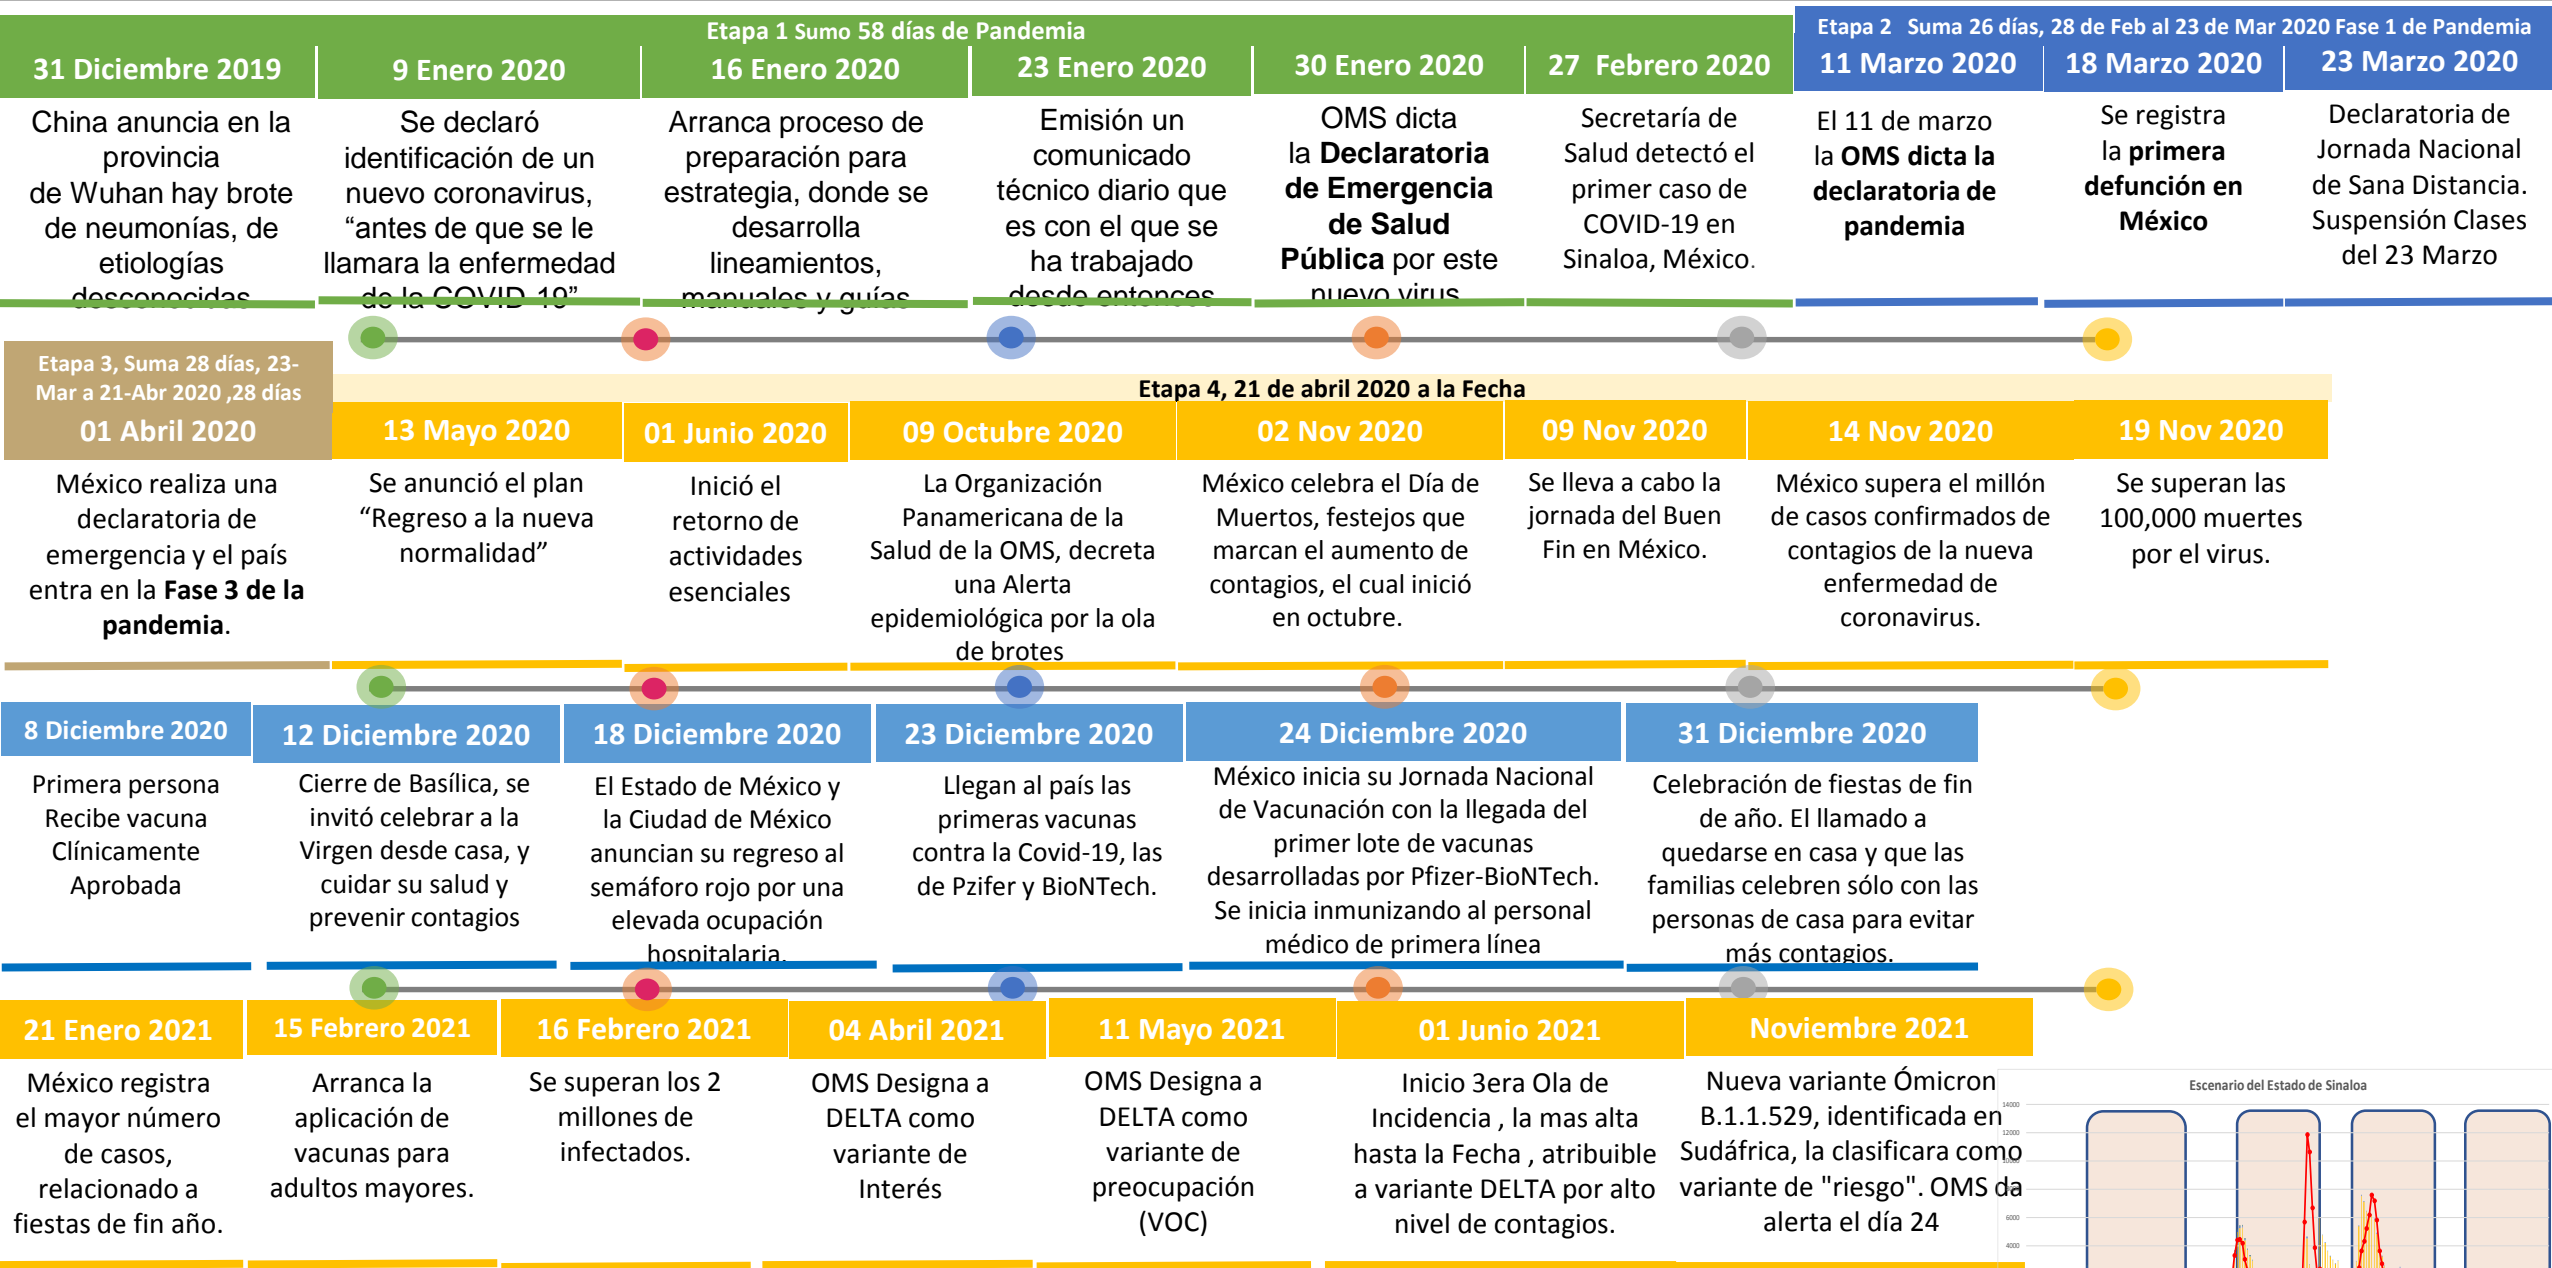 Etapa 1 Sumo 58 días de Pandemia
Etapa 2 Suma 26 días, 28 de Feb al 23 de Mar 2020 Fase 1 de Pandemia
31 Diciembre 2019
China anuncia en la
provincia
de Wuhan hay brote
de neumonías, de
etiologías
desconocidas
9 Enero 2020
Se declaró
identificación de un
nuevo coronavirus,
“antes de que se le
llamara la enfermedad
de la COVID-19”
16 Enero 2020
Arranca proceso de
preparación para
estrategia, donde se
desarrolla
lineamientos,
manuales y guías
23 Enero 2020
Emisión un
comunicado
técnico diario que
es con el que se
ha trabajado
desde entonces
30 Enero 2020
OMS dicta
la Declaratoria
de Emergencia
de Salud
Pública por este
nuevo virus
27 Febrero 2020
Secretaría de
Salud detectó el
primer caso de
COVID-19 en
Sinaloa, México.
11 Marzo 2020
El 11 de marzo
la OMS dicta la
declaratoria de
pandemia
18 Marzo 2020
Se registra
la primera
defunción en
México
23 Marzo 2020
Declaratoria de
Jornada Nacional
de Sana Distancia.
Suspensión Clases
del 23 Marzo
Etapa 3, Suma 28 días, 23-
Mar a 21-Abr 2020 ,28 días
01 Abril 2020
México realiza una
declaratoria de
emergencia y el país
entra en la Fase 3 de la
pandemia.
Etapa 4, 21 de abril 2020 a la Fecha
13 Mayo 2020
Se anunció el plan
“Regreso a la nueva
normalidad”
01 Junio 2020
Inició el
retorno de
actividades
esenciales
09 Octubre 2020
La Organización
Panamericana de la
Salud de la OMS, decreta
una Alerta
epidemiológica por la ola
de brotes
02 Nov 2020
México celebra el Día de
Muertos, festejos que
marcan el aumento de
contagios, el cual inició
en octubre.
09 Nov 2020
Se lleva a cabo la
jornada del Buen
Fin en México.
14 Nov 2020
México supera el millón
de casos confirmados de
contagios de la nueva
enfermedad de
coronavirus.
19 Nov 2020
Se superan las
100,000 muertes
por el virus.
8 Diciembre 2020
Primera persona
Recibe vacuna
Clínicamente
Aprobada
12 Diciembre 2020
Cierre de Basílica, se
invitó celebrar a la
Virgen desde casa, y
cuidar su salud y
prevenir contagios
18 Diciembre 2020
El Estado de México y
la Ciudad de México
anuncian su regreso al
semáforo rojo por una
elevada ocupación
hospitalaria.
23 Diciembre 2020
Llegan al país las
primeras vacunas
contra la Covid-19, las
de Pzifer y BioNTech.
24 Diciembre 2020
México inicia su Jornada Nacional
de Vacunación con la llegada del
primer lote de vacunas
desarrolladas por Pfizer-BioNTech.
Se inicia inmunizando al personal
médico de primera línea
31 Diciembre 2020
Celebración de fiestas de fin
de año. El llamado a
quedarse en casa y que las
familias celebren sólo con las
personas de casa para evitar
más contagios.
21 Enero 2021
México registra
el mayor número
de casos,
relacionado a
fiestas de fin año.
15 Febrero 2021
Arranca la
aplicación de
vacunas para
adultos mayores.
16 Febrero 2021
Se superan los 2
millones de
infectados.
04 Abril 2021
OMS Designa a
DELTA como
variante de
Interés
11 Mayo 2021
OMS Designa a
DELTA como
variante de
preocupación
(VOC)
01 Junio 2021
Inicio 3era Ola de
Incidencia , la mas alta
hasta la Fecha , atribuible
a variante DELTA por alto
nivel de contagios.
Noviembre 2021
Nueva variante Ómicron
B.1.1.529, identificada en
Sudáfrica, la clasificara como
variante de "riesgo". OMS da
alerta el día 24
Escenario del Estado de Sinaloa
14000
12000
6000
4000